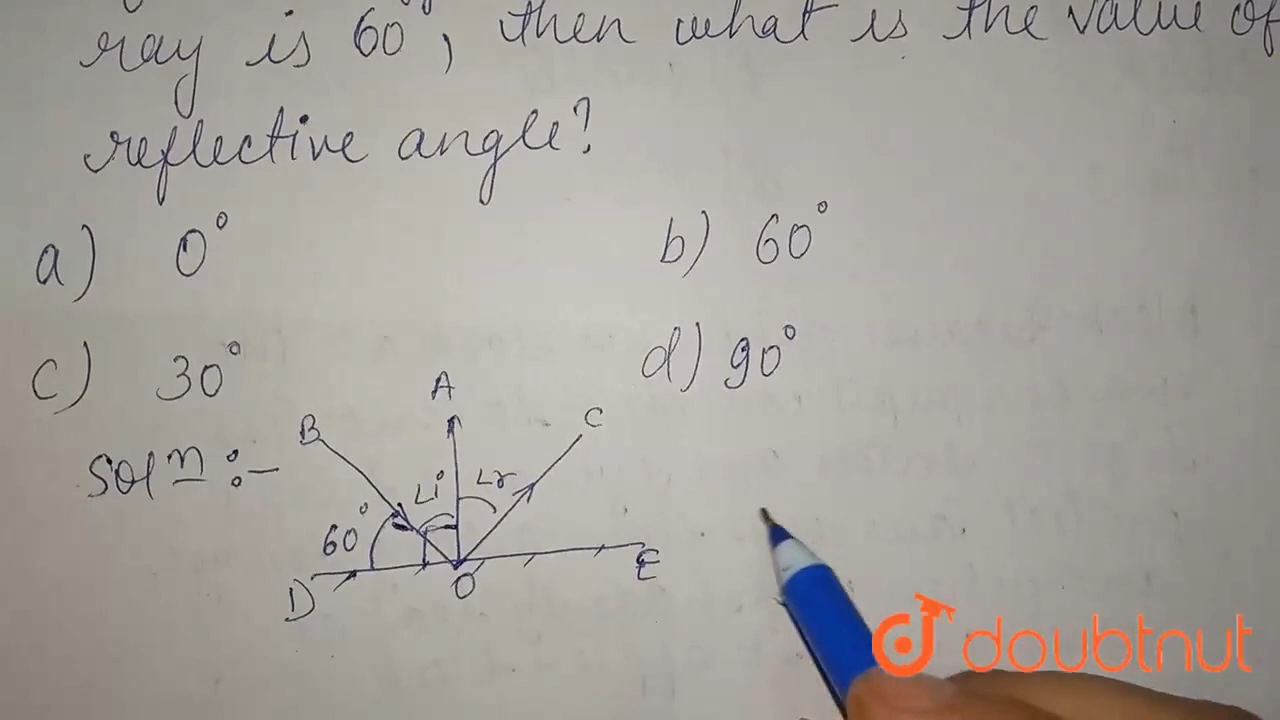 ray is 60°, then what is the value of
reflective angle?
a) 0° b) 60°
c) 30° d) 90°
Soln :-
A
B
C
∠i
∠r
60°
D
O
E
doubtnut